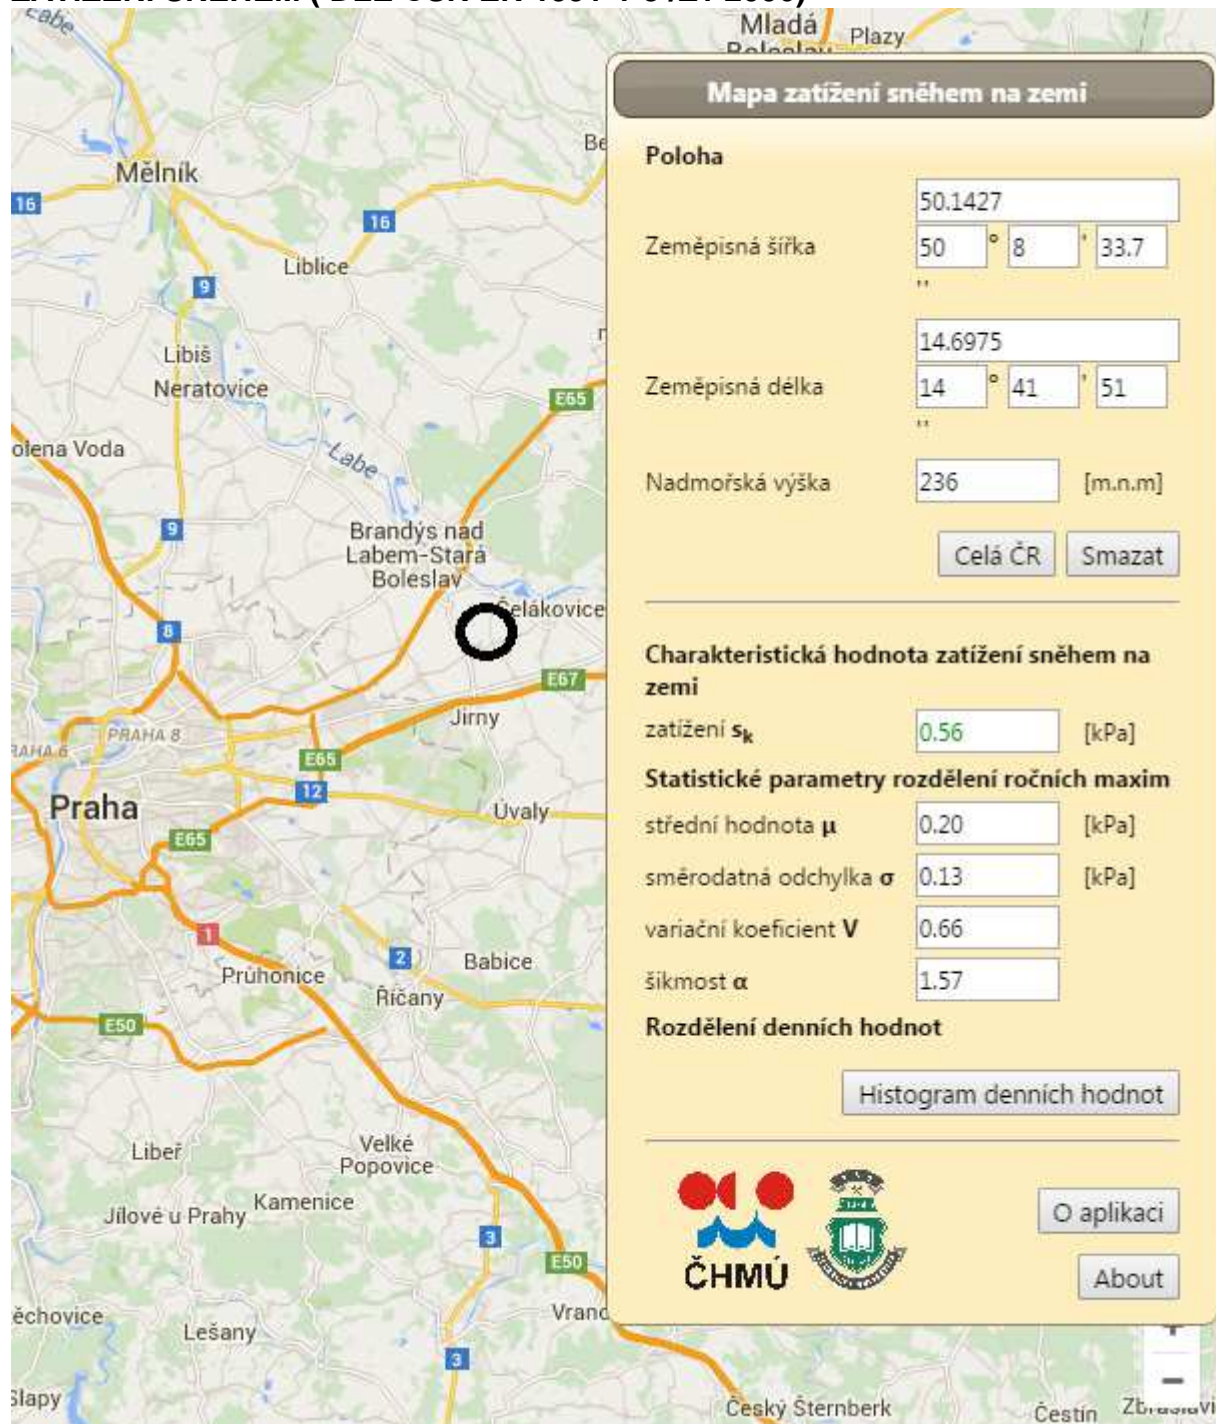 Labe
Mladá
Plazy
Mapa zatížení sněhem na zemi
Mělník
16
16
Liblice
9
Libiš
Neratovice
E65
Labe
9
Brandýs nad
Labem-Stará
Boleslav
Čelákovice
8
E67
Jirny
PRAHA 8
E65
12
Praha
Úvaly
E65
1
2
Babice
Průhonice
Říčany
E50
Libeř
Velké
Popovice
Kamenice
Jílové u Prahy
3
E50
Lešany
3
Český Šternberk
Čestín
Poloha
50.1427
Zeměpisná šířka
50 ° 8 ' 33.7
''
14.6975
Zeměpisná délka
14 ° 41 ' 51
''
Nadmořská výška 236 [m.n.m]
Celá ČR Smazat
Charakteristická hodnota zatížení sněhem na
zemi
zatížení sk 0.56 [kPa]
Statistické parametry rozdělení ročních maxim
střední hodnota μ 0.20 [kPa]
směrodatná odchylka σ 0.13 [kPa]
variační koeficient V 0.66
šikmost α 1.57
Rozdělení denních hodnot
Histogram denních hodnot
O aplikaci
ČHMÚ
About
+
−